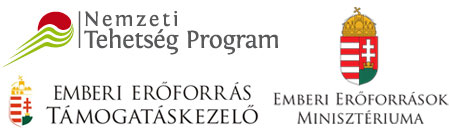 Nemzeti
Tehetség Program
EMBERI ERŐFORRÁS
TÁMOGATÁSKEZELŐ
EMBERI ERŐFORRÁSOK
MINISZTÉRIUMA